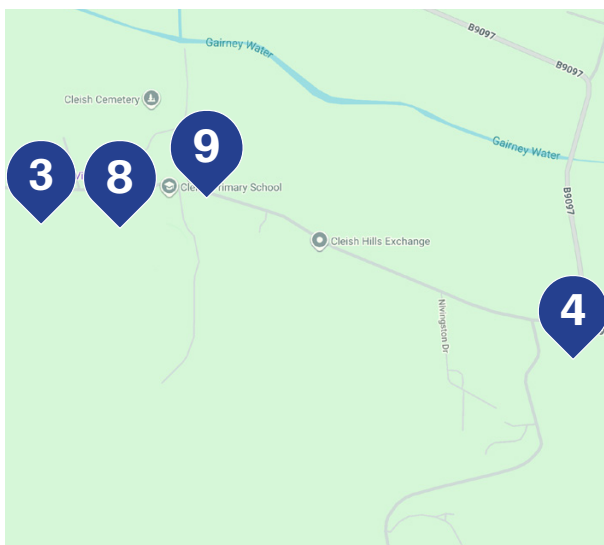 B9097
B9097
Gairney Water
Cleish Cemetery
9
3
8
Gairney Water
Primary School
B9097
Cleish Hills Exchange
4
Nivingston Dr